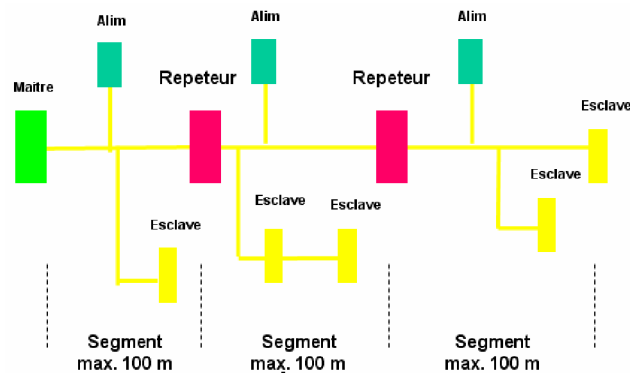 Alim
Alim
Alim
Repeteur
Repeteur
Maitre
Esclave
Esclave
Esclave
Esclave
Esclave
Segment
max. 100 m
Segment
max. 100 m
Segment
max. 100 m